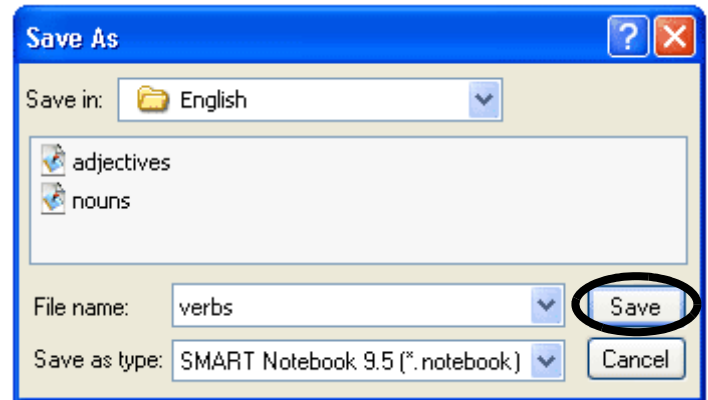 Save As
Save in: English
adjectives
nouns
File name: verbs Save
Save as type: SMART Notebook 9.5 (*.notebook) Cancel